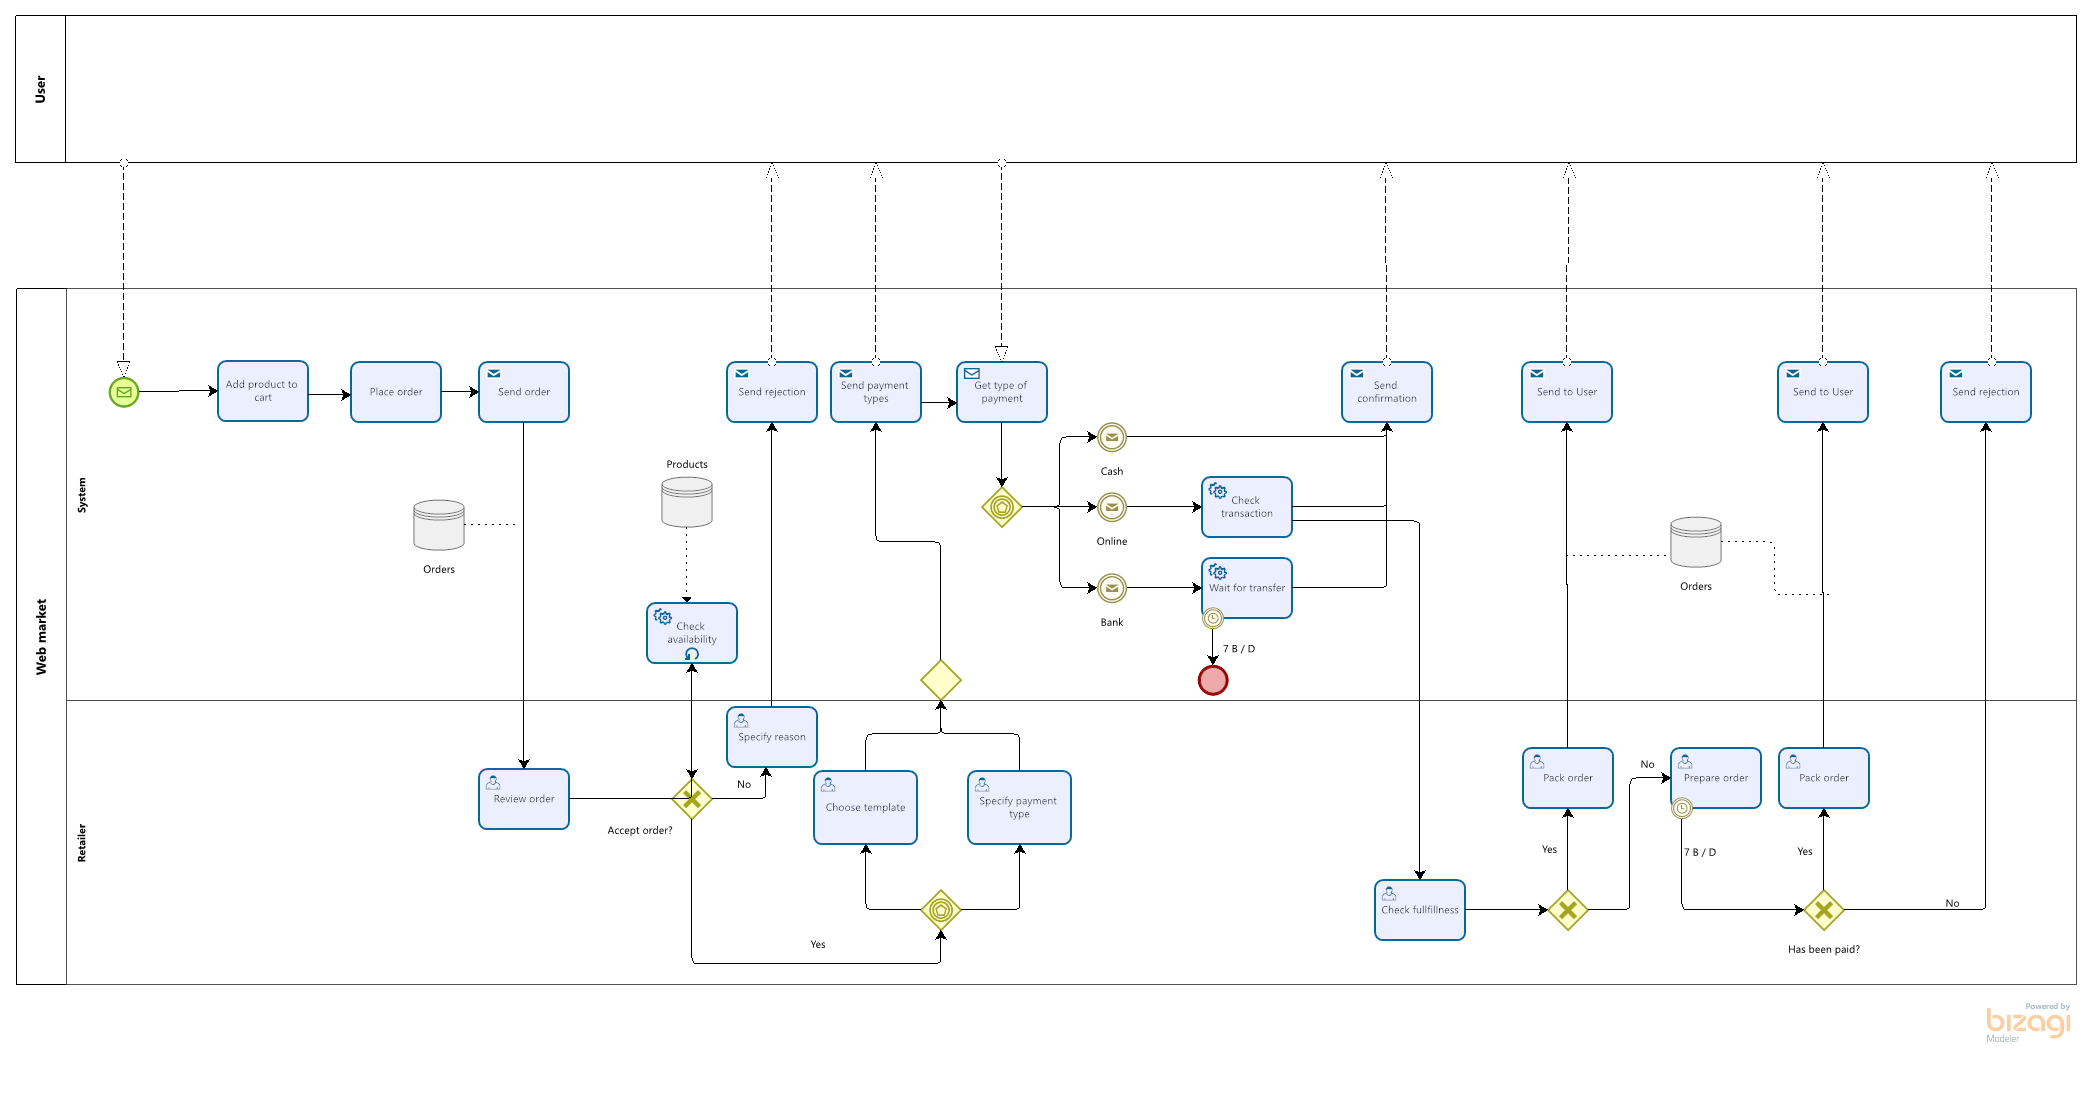 User
Web market
System
Retailer
Add product to
cart
Place order
Send order
Send rejection
Send payment
types
Get type of
payment
Send
confirmation
Send to User
Send to User
Send rejection
Products
Orders
Cash
Check
transaction
Online
Wait for transfer
Bank
7 B / D
Orders
Check
availability
Specify reason
No
Review order
Accept order?
Choose template
Specify payment
type
Yes
Check fullfillness
Pack order
No
Prepare order
Pack order
Yes
7 B / D
Yes
No
Has been paid?
Powered by
bizagi
Modeler